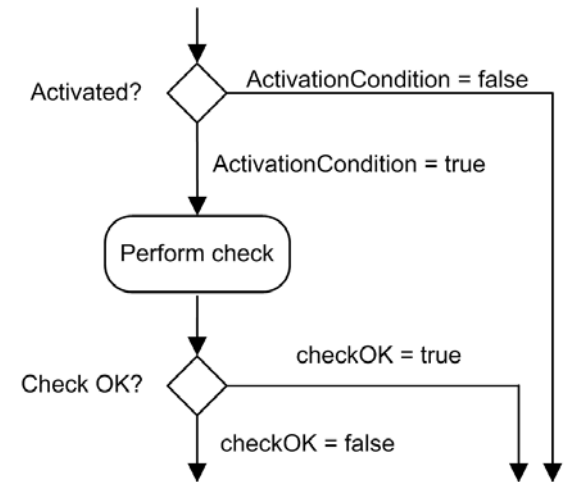 ActivationCondition = false
Activated?
ActivationCondition = true
Perform check
checkOK = true
Check OK?
checkOK = false